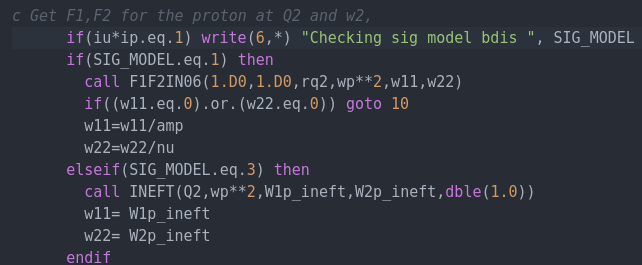 c Get F1,F2 for the proton at Q2 and w2,
if(iu*ip.eq.1) write(6,*) "Checking sig model bdis ", SIG_MODEL
if(SIG_MODEL.eq.1) then
call F1F2IN06(1.D0,1.D0,rq2,wp**2,w11,w22)
if((w11.eq.0).or.(w22.eq.0)) goto 10
w11=w11/amp
w22=w22/nu
elseif(SIG_MODEL.eq.3) then
call INEFT(Q2,wp**2,W1p_ineft,W2p_ineft,dble(1.0))
w11= W1p_ineft
w22= W2p_ineft
endif